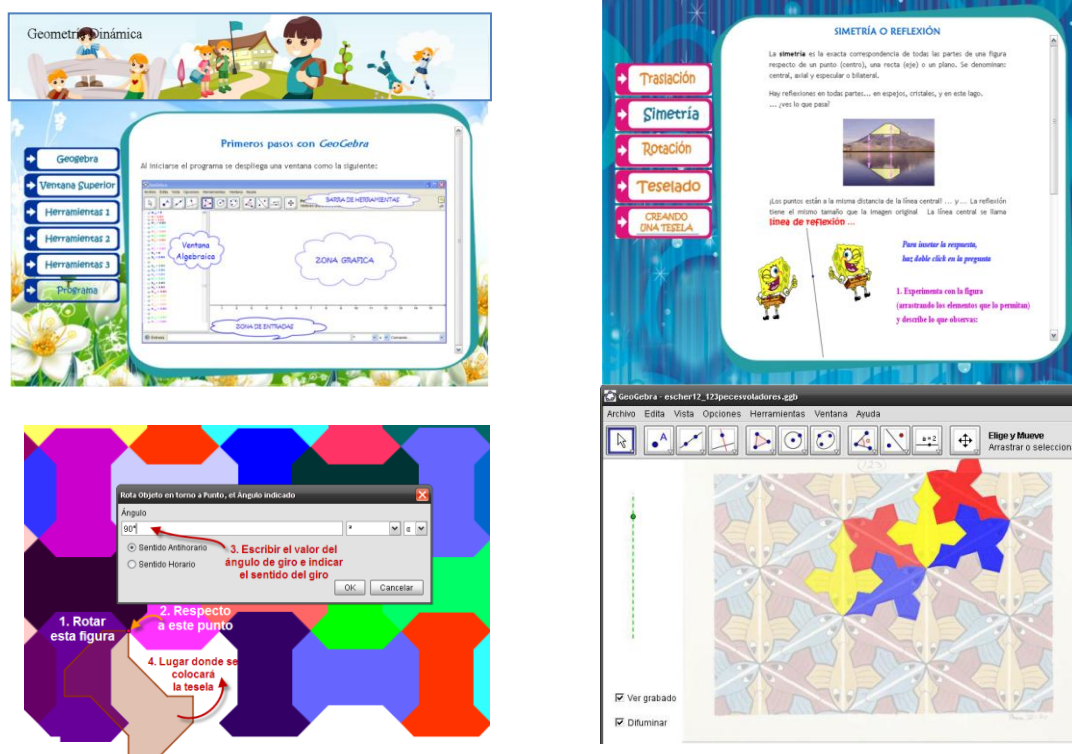 Geometría Dinámica
Primeros pasos con GeoGebra
Al iniciarse el programa se despliega una ventana como la siguiente:
Geogebra
Ventana Superior
Herramientas 1
Herramientas 2
Herramientas 3
Programa
BARRA DE HERRAMIENTAS
Ventana
Algebraica
ZONA GRAFICA
ZONA DE ENTRADAS
SIMETRÍA O REFLEXIÓN
La simetría es la exacta correspondencia de todas las partes de una figura
respecto de un punto (centro), una recta (eje) o un plano. Se denominan:
central, axial y especular o bilateral.
Hay reflexiones en todas partes... en espejos, cristales, y en este lago.
... ¿ves lo que pasa?
Traslación
Simetría
Rotación
Teselado
CREANDO
UNA TESELA
¡Los puntos están a la misma distancia de la línea central! ... y ... La reflexión
tiene el mismo tamaño que la imagen original La línea central se llama
línea de reflexión ...
Para insetar la respuesta,
haz doble click en la pregunta
1. Experimenta con la figura
(arrastrando los elementos que lo permitan)
y describe lo que observas:
Rota Objeto en torno a Punto, el Ángulo indicado
Ángulo
90°
° α
Sentido Antihorario
Sentido Horario
3. Escribir el valor del
ángulo de giro e indicar
el sentido del giro
OK Cancelar
1. Rotar
esta figura
2. Respecto
a este punto
4. Lugar donde se
colocará
la tesela
GeoGebra - escher12_123pecesvoladores.ggb
Archivo Edita Vista Opciones Herramientas Ventana Ayuda
A
a=2
Elige y Mueve
Arrastrar o seleccion
123
Ver grabado
Difuminar